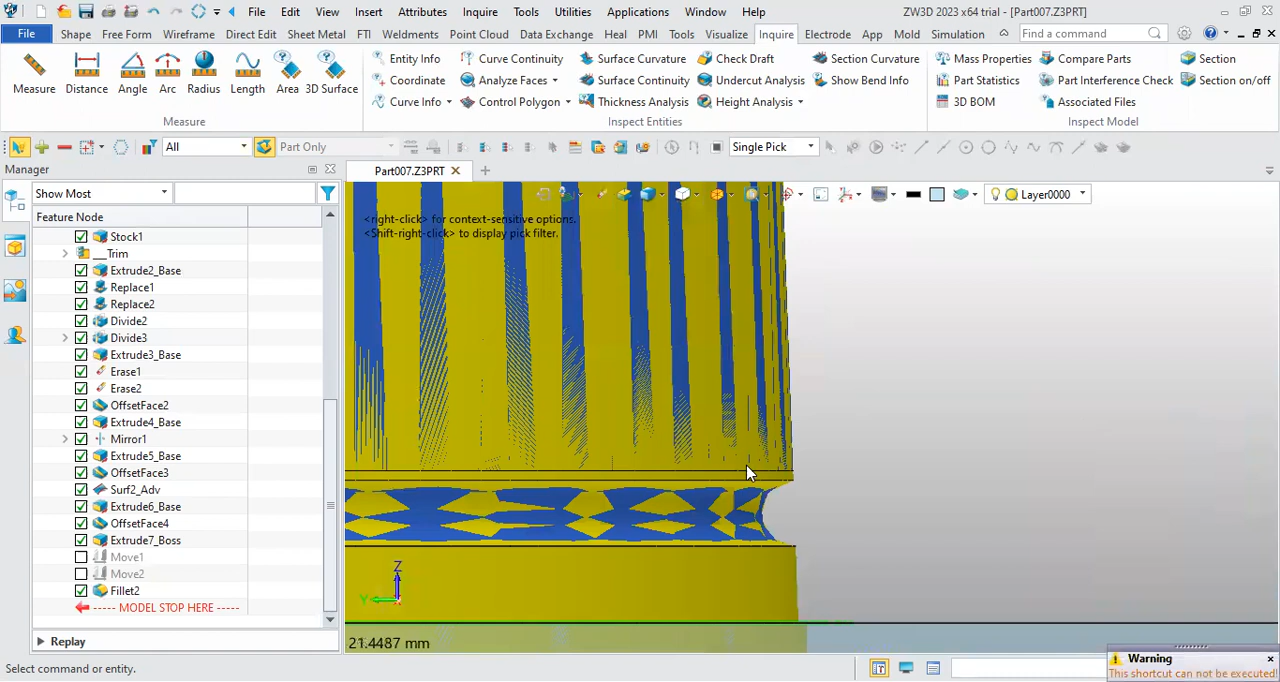 File Edit View Insert Attributes Inquire Tools Utilities Applications Window Help ZW3D 2023 x64 trial - [Part007.Z3PRT]
File Shape Free Form Wireframe Direct Edit Sheet Metal FTI Weldments Point Cloud Data Exchange Heal PMI Tools Visualize Inquire Electrode App Mold Simulation Find a command
Measure Distance Angle Arc Radius Length Area 3D Surface
Measure
Entity Info Curve Continuity Surface Curvature Check Draft Section Curvature
Coordinate Analyze Faces Surface Continuity Undercut Analysis Show Bend Info
Curve Info Control Polygon Thickness Analysis Height Analysis
Inspect Entities
Mass Properties Compare Parts Section
Part Statistics Part Interference Check Section on/off
3D BOM Associated Files
Inspect Model
All Part Only Single Pick
Manager
Part007.Z3PRT
Show Most
Layer0000
Feature Node
<right-click> for context-sensitive options.
<Shift-right-click> to display pick filter.
Stock1
__Trim
Extrude2_Base
Replace1
Replace2
Divide2
Divide3
Extrude3_Base
Erase1
Erase2
OffsetFace2
Extrude4_Base
Mirror1
Extrude5_Base
OffsetFace3
Surf2_Adv
Extrude6_Base
OffsetFace4
Extrude7_Boss
Move1
Move2
Fillet2
----- MODEL STOP HERE -----
Z
Y
21.4487 mm
Replay
Select command or entity.
Warning
This shortcut can not be executed!